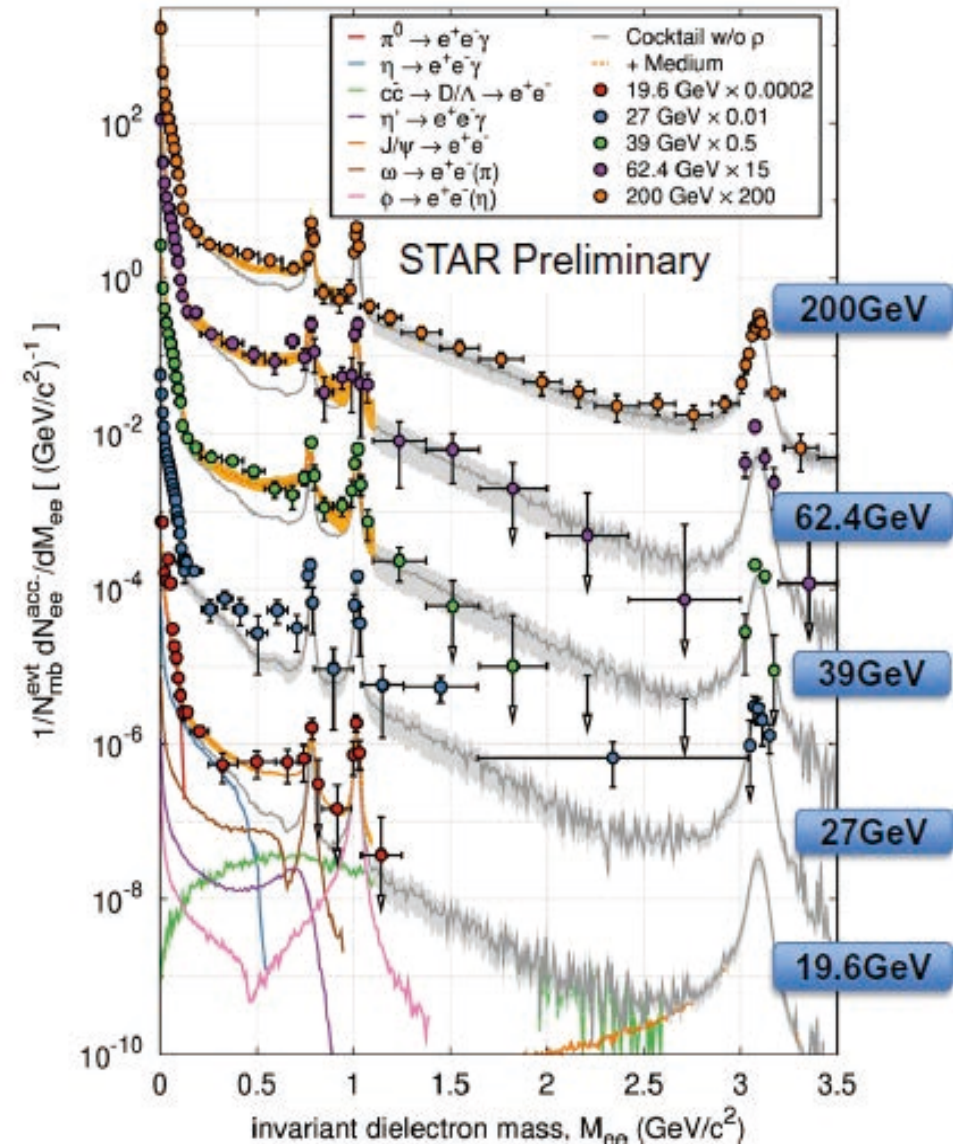 π⁰ → e⁺e⁻γ
η → e⁺e⁻γ
cc̄ → D/Λ → e⁺e⁻
η' → e⁺e⁻γ
J/ψ → e⁺e⁻
ω → e⁺e⁻(π)
ϕ → e⁺e⁻(η)
Cocktail w/o ρ
+ Medium
19.6 GeV × 0.0002
27 GeV × 0.01
39 GeV × 0.5
62.4 GeV × 15
200 GeV × 200
STAR Preliminary
200GeV
62.4GeV
39GeV
27GeV
19.6GeV
1/N_mb^evt dN_ee^acc./dM_ee [ (GeV/c²)⁻¹ ]
10²
10⁰
10⁻²
10⁻⁴
10⁻⁶
10⁻⁸
10⁻¹⁰
0 0.5 1 1.5 2 2.5 3 3.5
invariant dielectron mass, M_ee (GeV/c²)